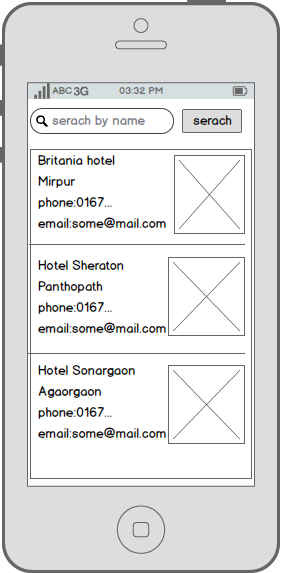 ABC 3G 03:32 PM
serach by name
serach
Britania hotel
Mirpur
phone:0167...
email:some@mail.com
Hotel Sheraton
Panthopath
phone:0167...
email:some@mail.com
Hotel Sonargaon
Agaorgaon
phone:0167...
email:some@mail.com